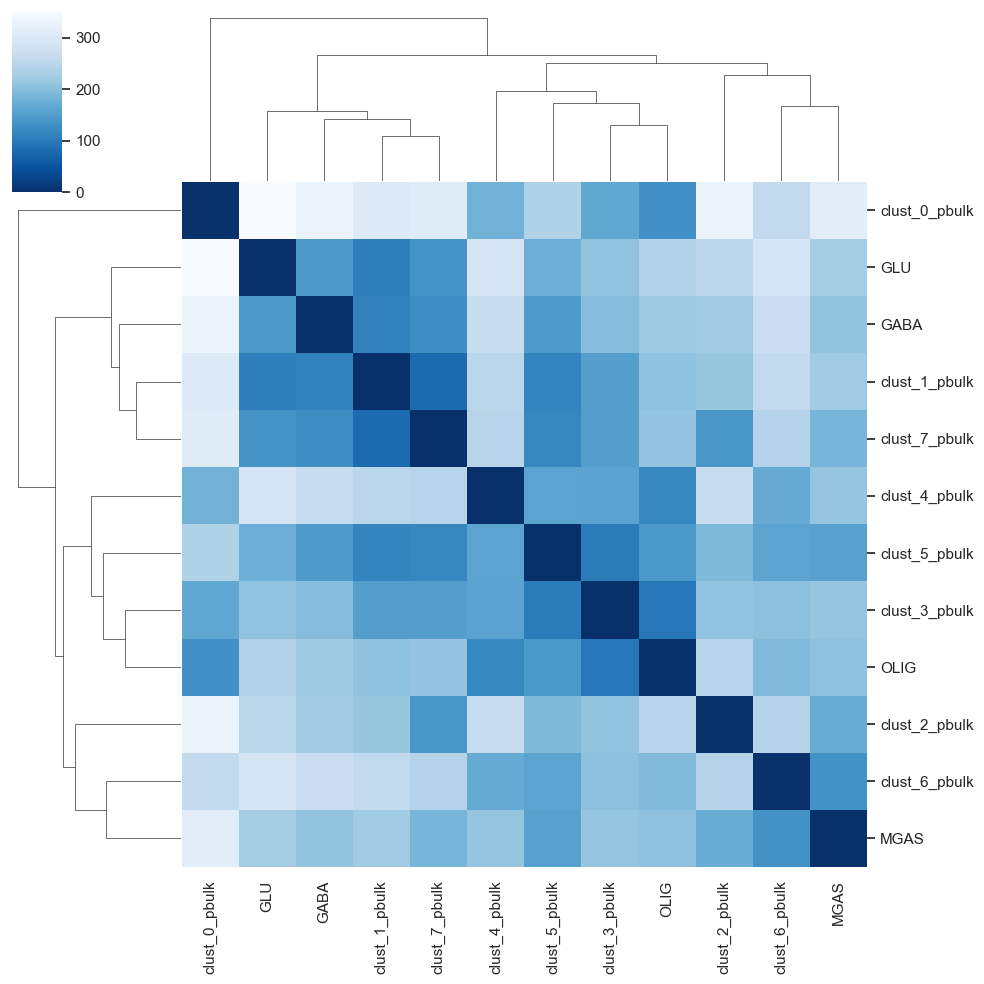 300
200
100
0
clust_0_pbulk
GLU
GABA
clust_1_pbulk
clust_7_pbulk
clust_4_pbulk
clust_5_pbulk
clust_3_pbulk
OLIG
clust_2_pbulk
clust_6_pbulk
MGAS
clust_0_pbulk
GLU
GABA
clust_1_pbulk
clust_7_pbulk
clust_4_pbulk
clust_5_pbulk
clust_3_pbulk
OLIG
clust_2_pbulk
clust_6_pbulk
MGAS